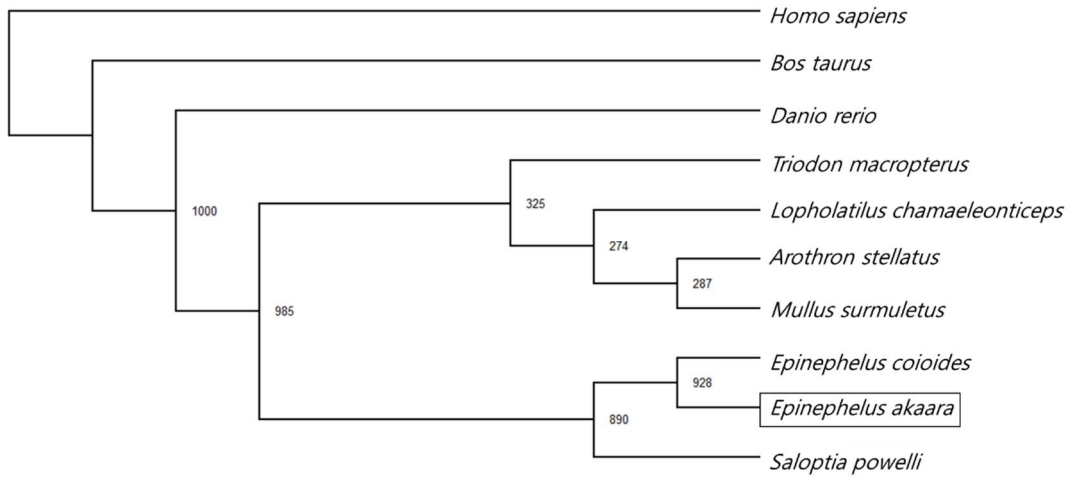 Homo sapiens
Bos taurus
Danio rerio
Triodon macropterus
1000
325
Lopholatilus chamaeleonticeps
274
Arothron stellatus
287
Mullus surmuletus
985
Epinephelus coioides
928
Epinephelus akaara
890
Saloptia powelli